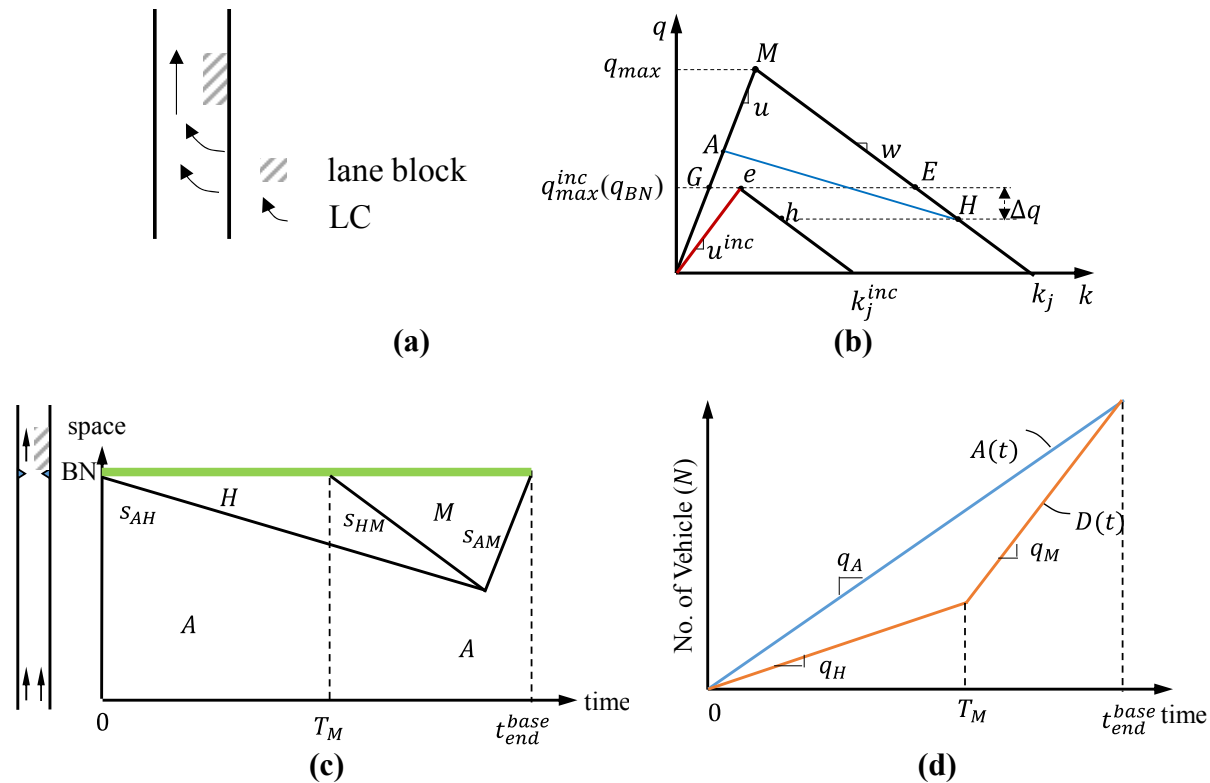 lane block
LC
(a)
q
M
q_max
u
A
w
E
G
e
q_max^inc(q_BN)
h
H
Δq
u^inc
k_j^inc
k_j
k
(b)
space
BN
H
M
s_AH
s_HM
s_AM
A
A
0
T_M
t_end^base
time
(c)
No. of Vehicle (N)
A(t)
D(t)
q_A
q_M
q_H
0
T_M
t_end^base
time
(d)